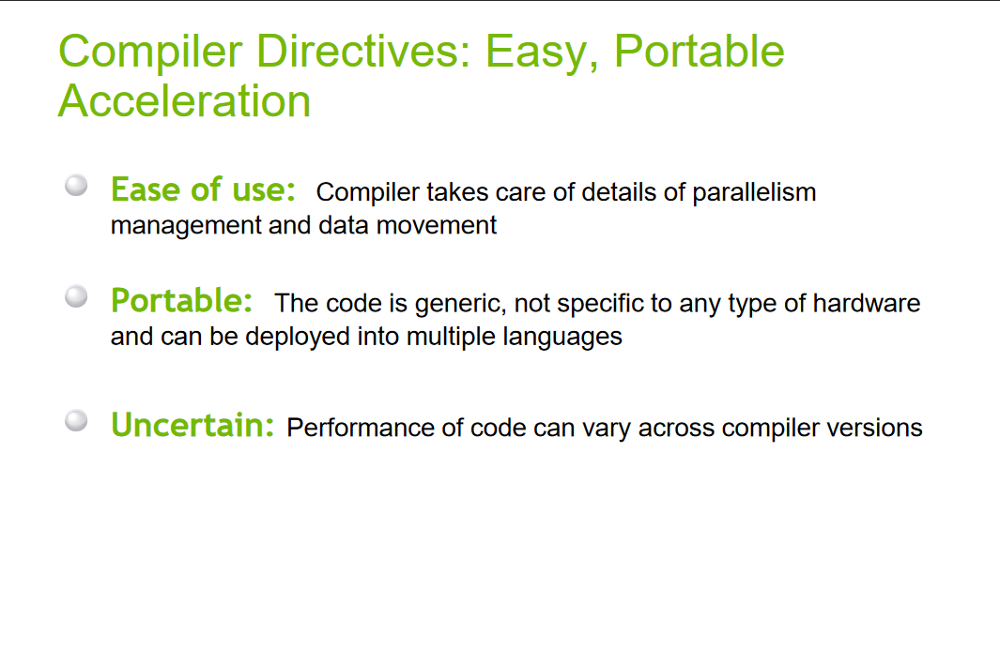 Compiler Directives: Easy, Portable
Acceleration
Ease of use: Compiler takes care of details of parallelism
management and data movement
Portable: The code is generic, not specific to any type of hardware
and can be deployed into multiple languages
Uncertain: Performance of code can vary across compiler versions